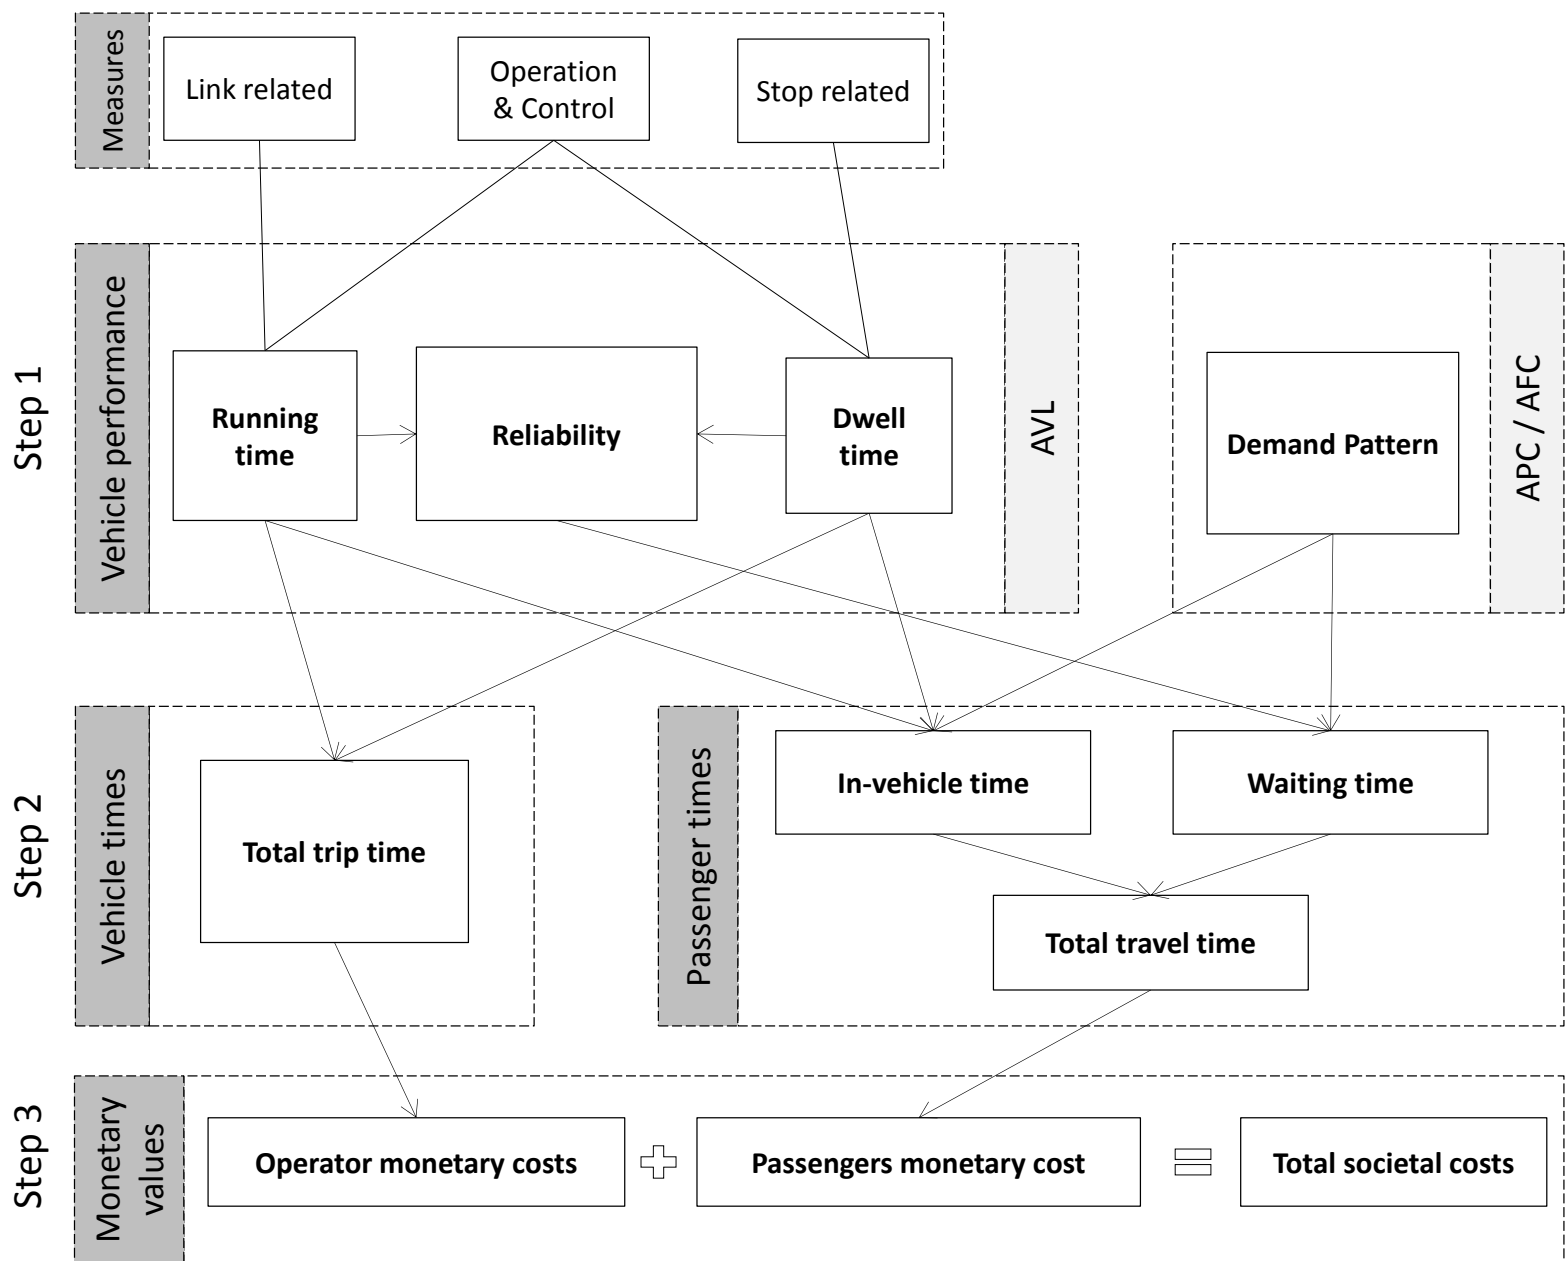 Measures
Link related
Operation
& Control
Stop related
Step 1
Vehicle performance
Running
time
Reliability
Dwell
time
AVL
Demand Pattern
APC / AFC
Step 2
Vehicle times
Total trip time
Passenger times
In-vehicle time
Waiting time
Total travel time
Step 3
Monetary
values
Operator monetary costs
Passengers monetary cost
Total societal costs